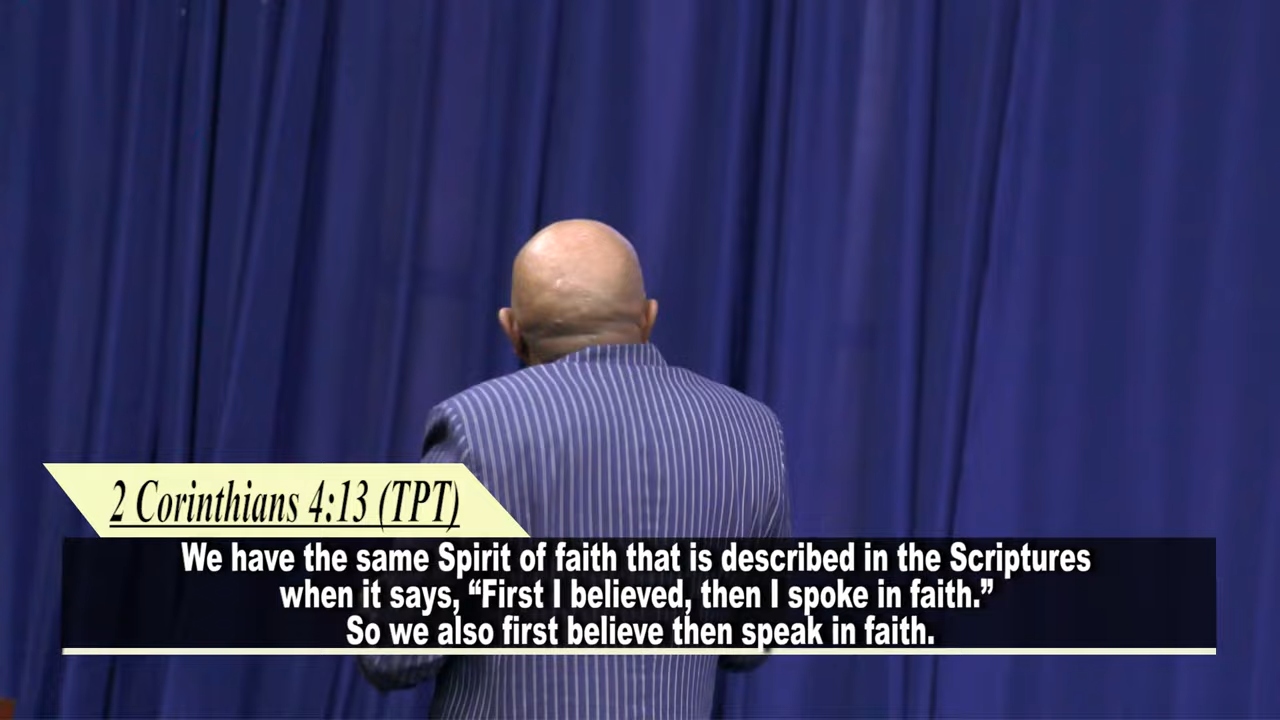 2 Corinthians 4:13 (TPT)
We have the same Spirit of faith that is described in the Scriptures
when it says, “First I believed, then I spoke in faith.”
So we also first believe then speak in faith.